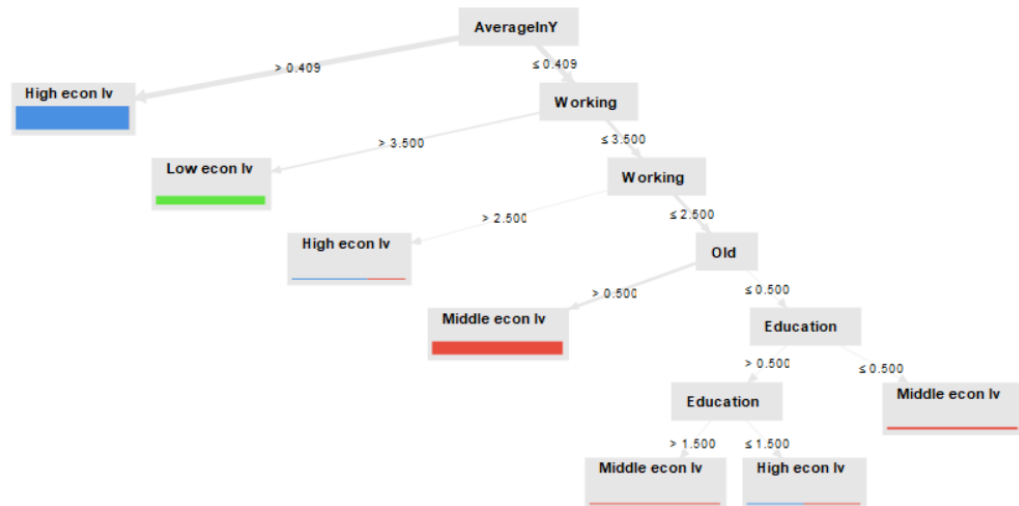 AverageInY
> 0.409
≤ 0.409
High econ lv
Working
> 3.500
≤ 3.500
Low econ lv
Working
> 2.500
≤ 2.500
High econ lv
Old
> 0.500
≤ 0.500
Middle econ lv
Education
> 0.500
≤ 0.500
Education
Middle econ lv
> 1.500
≤ 1.500
Middle econ lv
High econ lv